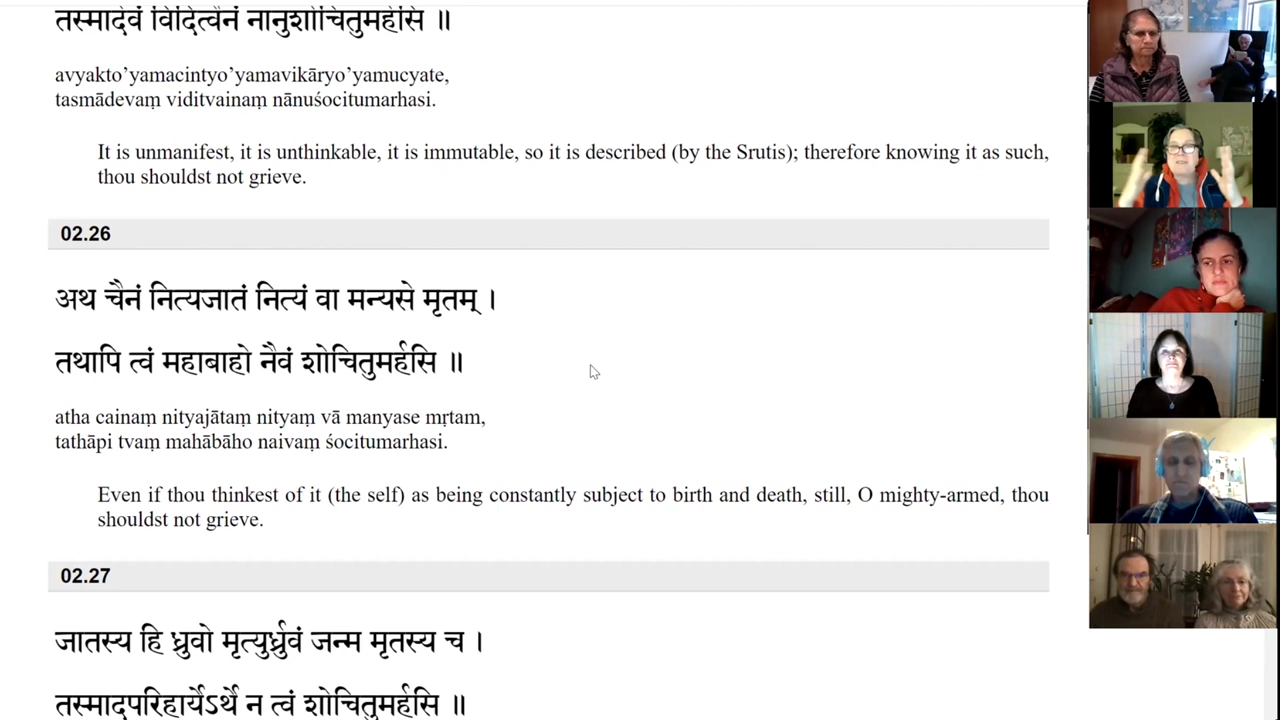 तस्मादेवं विदित्वैनं नानुशोचितुमर्हसि ॥
avyakto’yamacintyo’yamavikāryo’yamucyate,
tasmādevaṃ viditvainaṃ nānuśocitumarhasi.
It is unmanifest, it is unthinkable, it is immutable, so it is described (by the Srutis); therefore knowing it as such,
thou shouldst not grieve.
02.26
अथ चैनं नित्यजातं नित्यं वा मन्यसे मृतम् ।
तथापि त्वं महाबाहो नैवं शोचितुमर्हसि ॥
atha cainaṃ nityajātaṃ nityaṃ vā manyase mṛtam,
tathāpi tvaṃ mahābāho naivaṃ śocitumarhasi.
Even if thou thinkest of it (the self) as being constantly subject to birth and death, still, O mighty-armed, thou
shouldst not grieve.
02.27
जातस्य हि ध्रुवो मृत्युर्ध्रुवं जन्म मृतस्य च ।
तस्मादपरिहार्येऽर्थे न त्वं शोचितुमर्हसि ॥